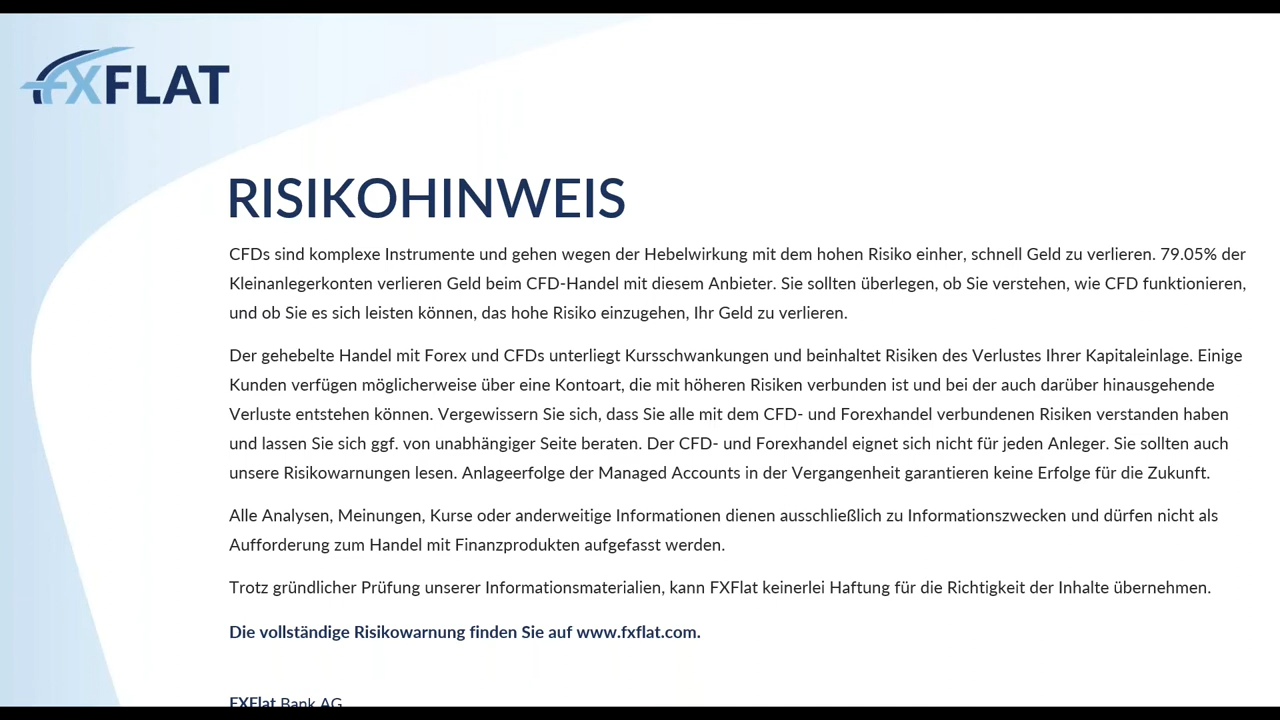 FXFLAT
RISIKOHINWEIS
CFDs sind komplexe Instrumente und gehen wegen der Hebelwirkung mit dem hohen Risiko einher, schnell Geld zu verlieren. 79.05% der
Kleinanlegerkonten verlieren Geld beim CFD-Handel mit diesem Anbieter. Sie sollten überlegen, ob Sie verstehen, wie CFD funktionieren,
und ob Sie es sich leisten können, das hohe Risiko einzugehen, Ihr Geld zu verlieren.
Der gehebelte Handel mit Forex und CFDs unterliegt Kursschwankungen und beinhaltet Risiken des Verlustes Ihrer Kapitaleinlage. Einige
Kunden verfügen möglicherweise über eine Kontoart, die mit höheren Risiken verbunden ist und bei der auch darüber hinausgehende
Verluste entstehen können. Vergewissern Sie sich, dass Sie alle mit dem CFD- und Forexhandel verbundenen Risiken verstanden haben
und lassen Sie sich ggf. von unabhängiger Seite beraten. Der CFD- und Forexhandel eignet sich nicht für jeden Anleger. Sie sollten auch
unsere Risikowarnungen lesen. Anlageerfolge der Managed Accounts in der Vergangenheit garantieren keine Erfolge für die Zukunft.
Alle Analysen, Meinungen, Kurse oder anderweitige Informationen dienen ausschließlich zu Informationszwecken und dürfen nicht als
Aufforderung zum Handel mit Finanzprodukten aufgefasst werden.
Trotz gründlicher Prüfung unserer Informationsmaterialien, kann FXFlat keinerlei Haftung für die Richtigkeit der Inhalte übernehmen.
Die vollständige Risikowarnung finden Sie auf www.fxflat.com.
FXFlat Bank AG